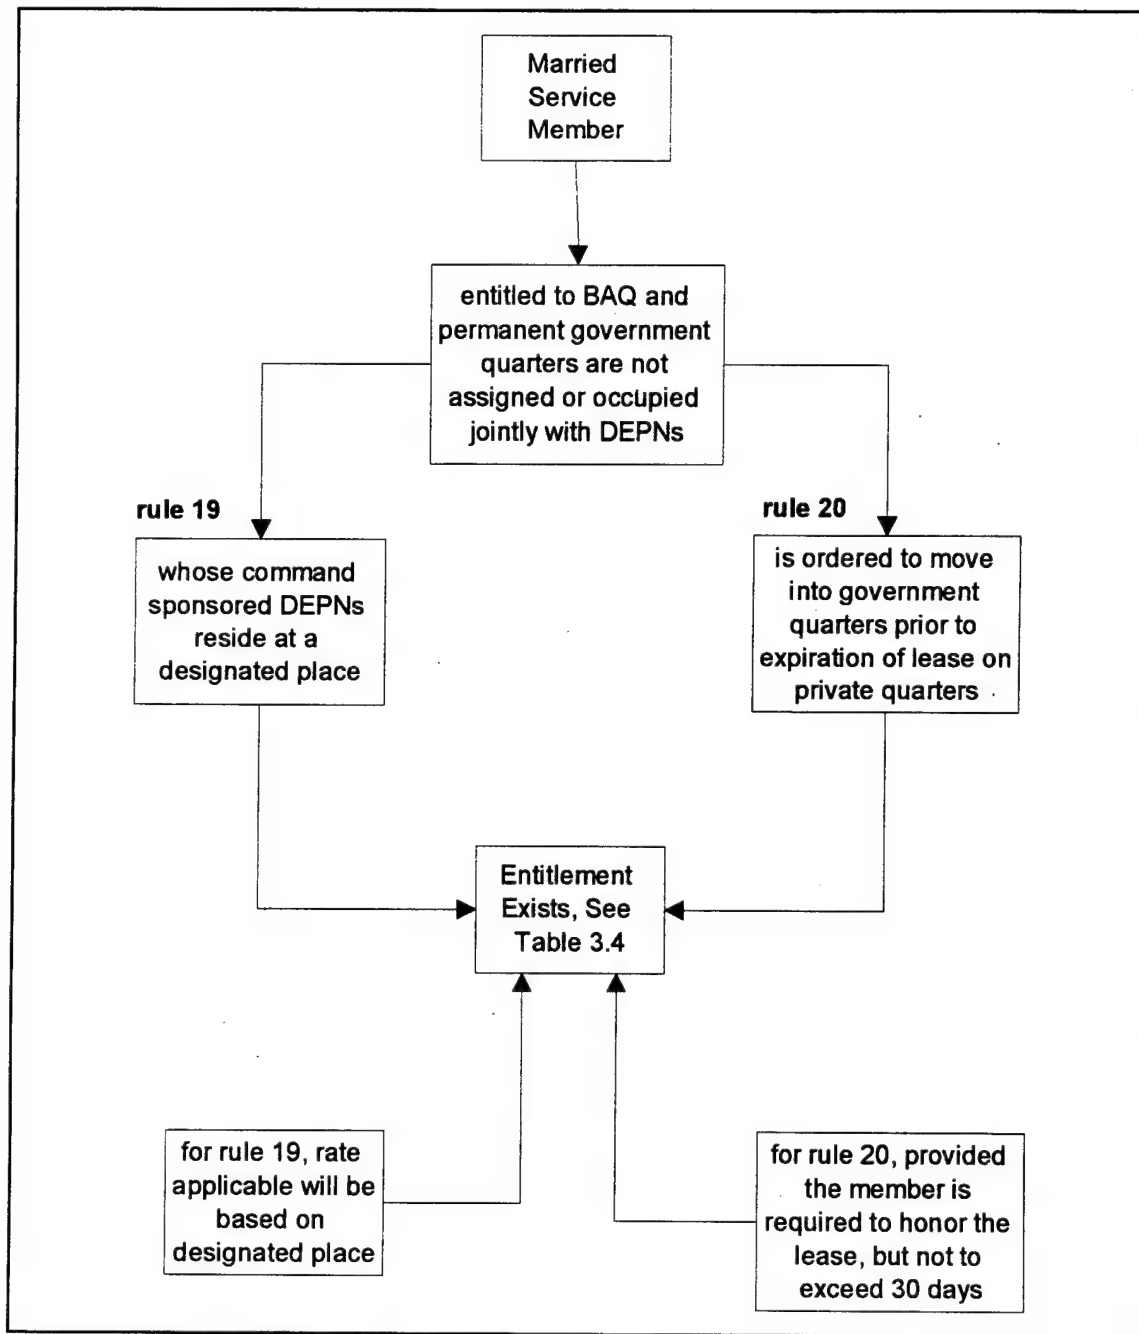 Married
Service
Member
entitled to BAQ and
permanent government
quarters are not
assigned or occupied
jointly with DEPNs
rule 19
whose command
sponsored DEPNs
reside at a
designated place
rule 20
is ordered to move
into government
quarters prior to
expiration of lease on
private quarters
Entitlement
Exists, See
Table 3.4
for rule 19, rate
applicable will be
based on
designated place
for rule 20, provided
the member is
required to honor the
lease, but not to
exceed 30 days